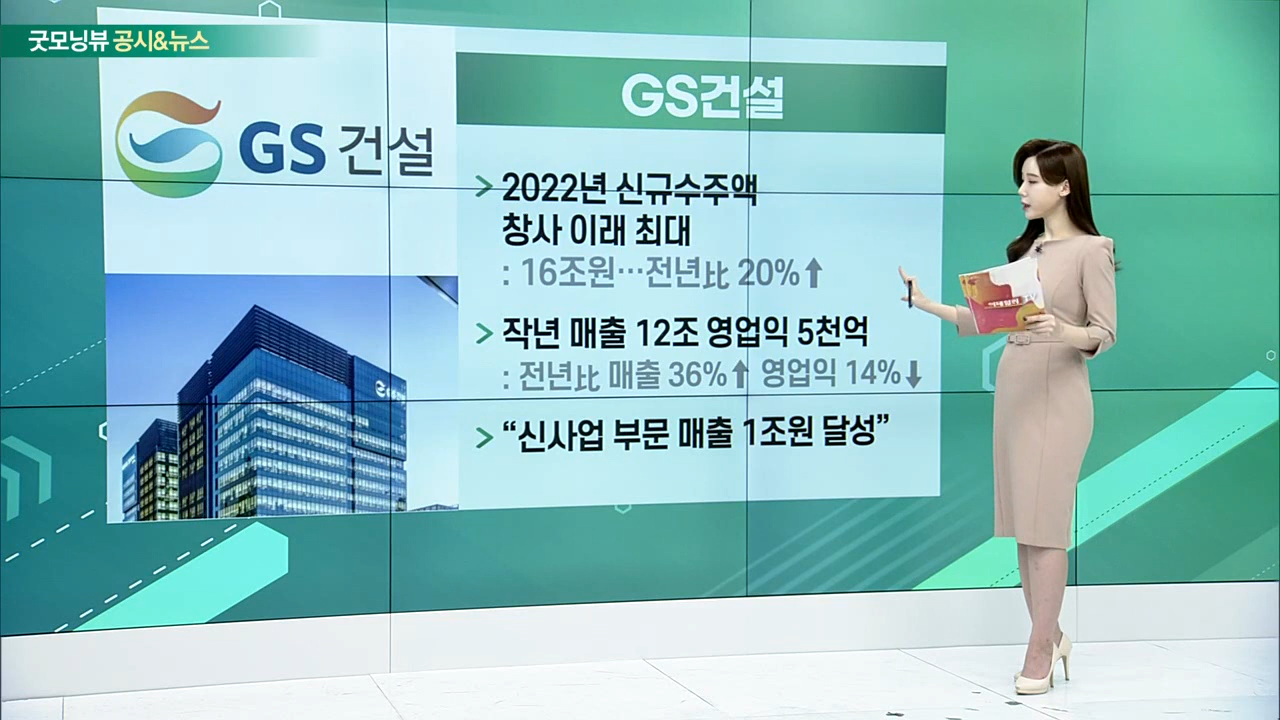 굿모닝뷰 공시&뉴스
GS 건설
GS건설
2022년 신규수주액
창사 이래 최대
: 16조원…전년比 20%↑
작년 매출 12조 영업익 5천억
: 전년比 매출 36%↑ 영업익 14%↓
“신사업 부문 매출 1조원 달성”